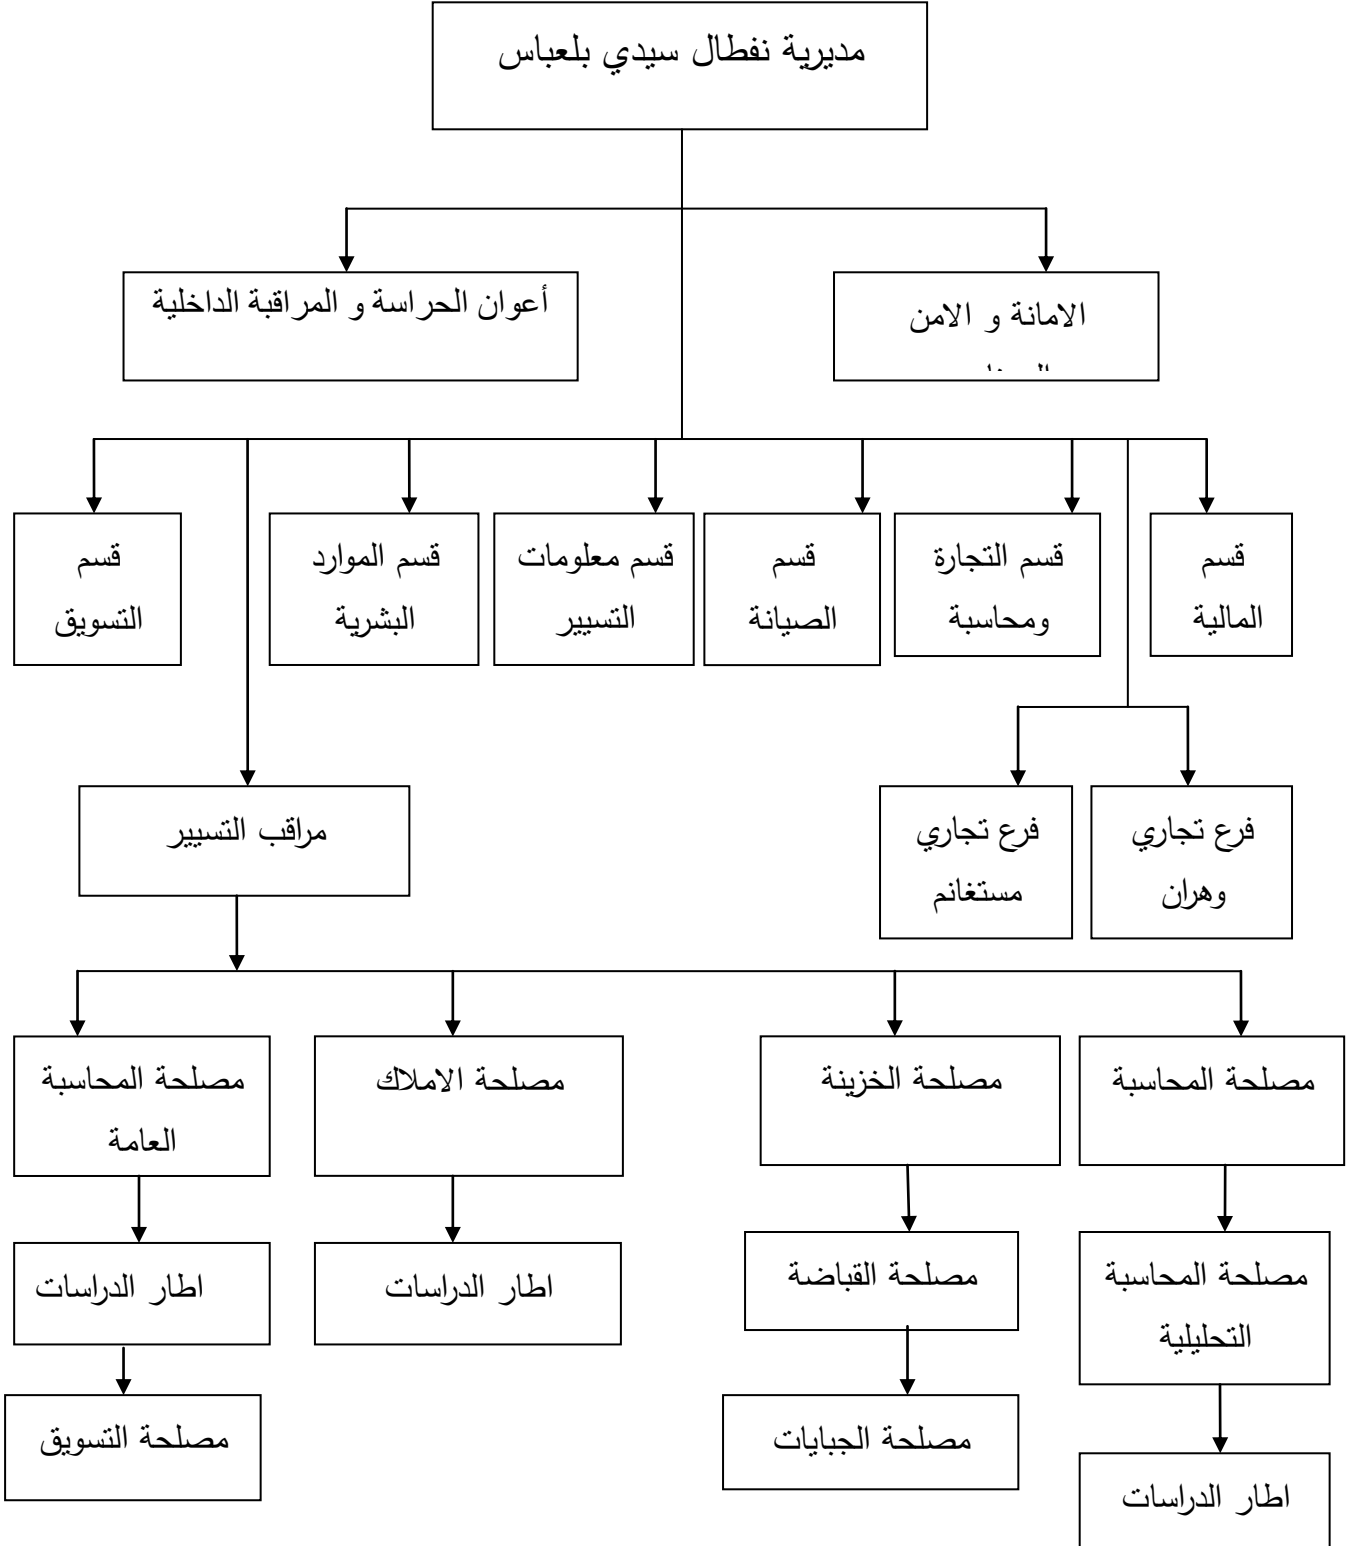 مديرية نفطال سيدي بلعباس
الامانة و الامن
أعوان الحراسة و المراقبة الداخلية
قسم
المالية
قسم التجارة
ومحاسبة
قسم
الصيانة
قسم معلومات
التسيير
قسم الموارد
البشرية
قسم
التسويق
فرع تجاري
وهران
فرع تجاري
مستغانم
مراقب التسيير
مصلحة المحاسبة
مصلحة الخزينة
مصلحة الاملاك
مصلحة المحاسبة
العامة
مصلحة المحاسبة
التحليلية
مصلحة القباضة
اطار الدراسات
اطار الدراسات
اطار الدراسات
مصلحة الجبايات
مصلحة التسويق